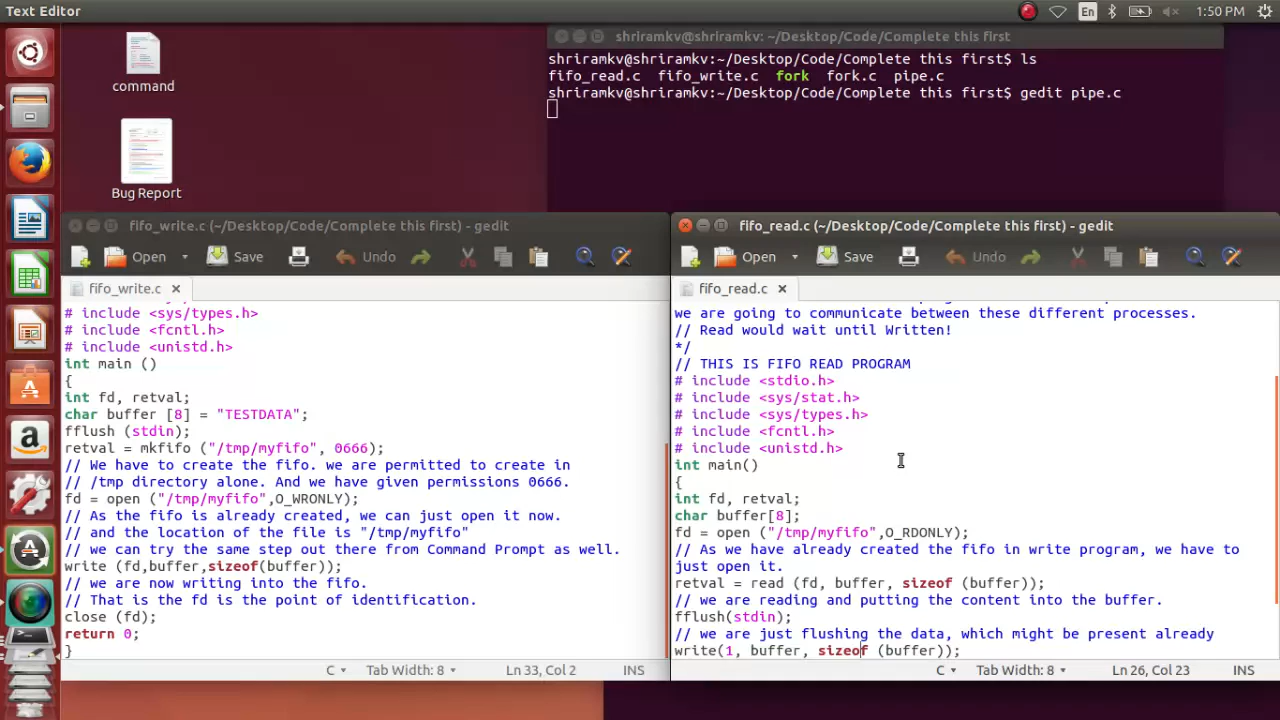 Text Editor
En
1:50 PM
command
Bug Report
shriramkv@shriramkv: ~/Desktop/Code/Complete this first
shriramkv@shriramkv:~/Desktop/Code/Complete this first$ ls
fifo_read.c fifo_write.c fork fork.c pipe.c
shriramkv@shriramkv:~/Desktop/Code/Complete this first$ gedit pipe.c
fifo_write.c (~/Desktop/Code/Complete this first) - gedit
Open Save Undo
fifo_write.c
# include <sys/types.h>
# include <fcntl.h>
# include <unistd.h>
int main ()
{
int fd, retval;
char buffer [8] = "TESTDATA";
fflush (stdin);
retval = mkfifo ("/tmp/myfifo", 0666);
// We have to create the fifo. we are permitted to create in
// /tmp directory alone. And we have given permissions 0666.
fd = open ("/tmp/myfifo",O_WRONLY);
// As the fifo is already created, we can just open it now.
// and the location of the file is "/tmp/myfifo"
// we can try the same step out there from Command Prompt as well.
write (fd,buffer,sizeof(buffer));
// we are now writing into the fifo.
// That is the fd is the point of identification.
close (fd);
return 0;
}
C Tab Width: 8 Ln 33, Col 2 INS
fifo_read.c (~/Desktop/Code/Complete this first) - gedit
Open Save Undo
fifo_read.c
we are going to communicate between these different processes.
// Read would wait until Written!
*/
// THIS IS FIFO READ PROGRAM
# include <stdio.h>
# include <sys/stat.h>
# include <sys/types.h>
# include <fcntl.h>
# include <unistd.h>
int main()
{
int fd, retval;
char buffer[8];
fd = open ("/tmp/myfifo",O_RDONLY);
// As we have already created the fifo in write program, we have to
just open it.
retval = read (fd, buffer, sizeof (buffer));
// we are reading and putting the content into the buffer.
fflush(stdin);
// we are just flushing the data, which might be present already
write(1, buffer, sizeof (buffer));
C Tab Width: 8 Ln 26, Col 23 INS